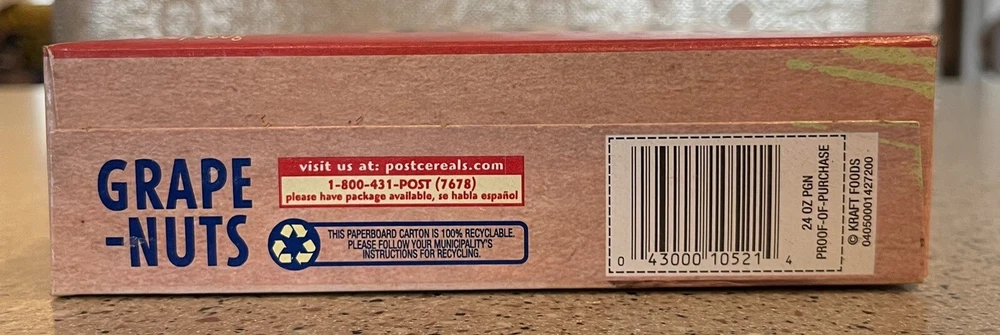 GRAPE
-NUTS
visit us at: postcereals.com
1-800-431-POST (7678)
please have package available, se habla español
THIS PAPERBOARD CARTON IS 100% RECYCLABLE.
PLEASE FOLLOW YOUR MUNICIPALITY'S
INSTRUCTIONS FOR RECYCLING.
0 43000 10521 4
24 OZ PGN
PROOF-OF-PURCHASE
© KRAFT FOODS
04050001427200